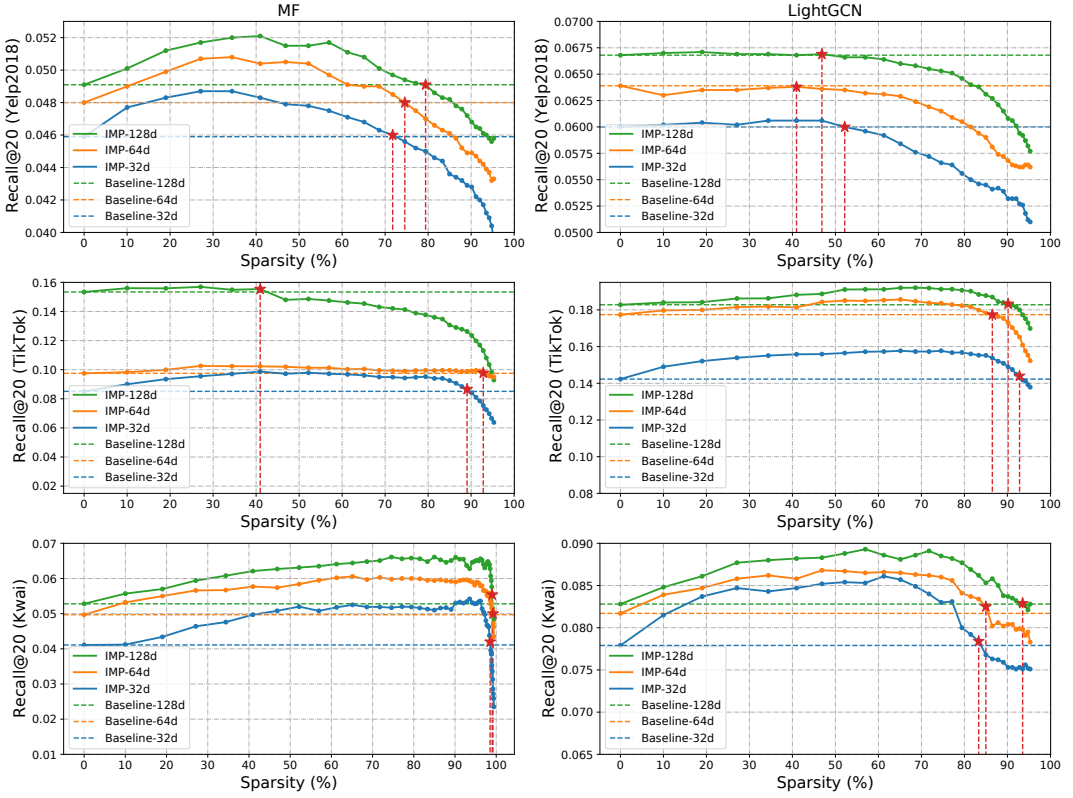 MF
LightGCN
Recall@20 (Yelp2018)
0.052
0.050
0.048
0.046
0.044
0.042
0.040
IMP-128d
IMP-64d
IMP-32d
Baseline-128d
Baseline-64d
Baseline-32d
0 10 20 30 40 50 60 70 80 90 100
Sparsity (%)
Recall@20 (Yelp2018)
0.0700
0.0675
0.0650
0.0625
0.0600
0.0575
0.0550
0.0525
0.0500
IMP-128d
IMP-64d
IMP-32d
Baseline-128d
Baseline-64d
Baseline-32d
0 10 20 30 40 50 60 70 80 90 100
Sparsity (%)
Recall@20 (TikTok)
0.16
0.14
0.12
0.10
0.08
0.06
0.04
0.02
IMP-128d
IMP-64d
IMP-32d
Baseline-128d
Baseline-64d
Baseline-32d
0 10 20 30 40 50 60 70 80 90 100
Sparsity (%)
Recall@20 (TikTok)
0.18
0.16
0.14
0.12
0.10
0.08
IMP-128d
IMP-64d
IMP-32d
Baseline-128d
Baseline-64d
Baseline-32d
0 10 20 30 40 50 60 70 80 90 100
Sparsity (%)
Recall@20 (Kwai)
0.07
0.06
0.05
0.04
0.03
0.02
0.01
IMP-128d
IMP-64d
IMP-32d
Baseline-128d
Baseline-64d
Baseline-32d
0 10 20 30 40 50 60 70 80 90 100
Sparsity (%)
Recall@20 (Kwai)
0.090
0.085
0.080
0.075
0.070
0.065
IMP-128d
IMP-64d
IMP-32d
Baseline-128d
Baseline-64d
Baseline-32d
0 10 20 30 40 50 60 70 80 90 100
Sparsity (%)